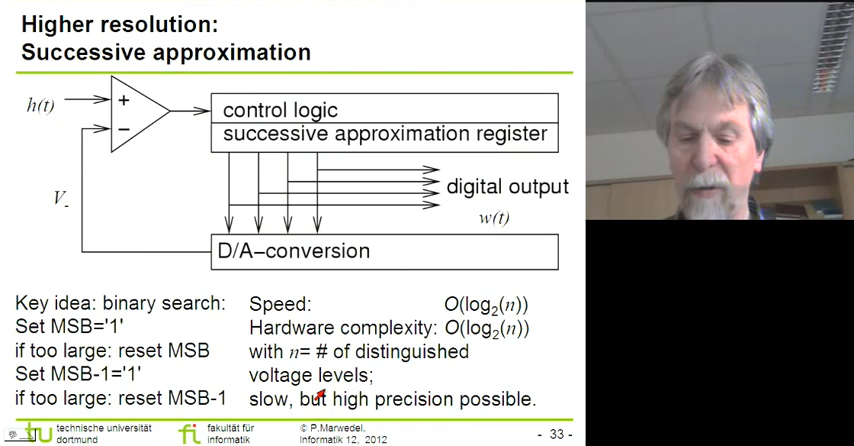 Higher resolution:
Successive approximation
h(t)
+
−
control logic
successive approximation register
digital output
w(t)
V-
D/A–conversion
Key idea: binary search:
Set MSB='1'
if too large: reset MSB
Set MSB-1='1'
if too large: reset MSB-1
Speed: O(log2(n))
Hardware complexity: O(log2(n))
with n= # of distinguished
voltage levels;
slow, but high precision possible.
tu
technische universität
dortmund
fi
fakultät für
informatik
© P.Marwedel,
Informatik 12, 2012
- 33 -